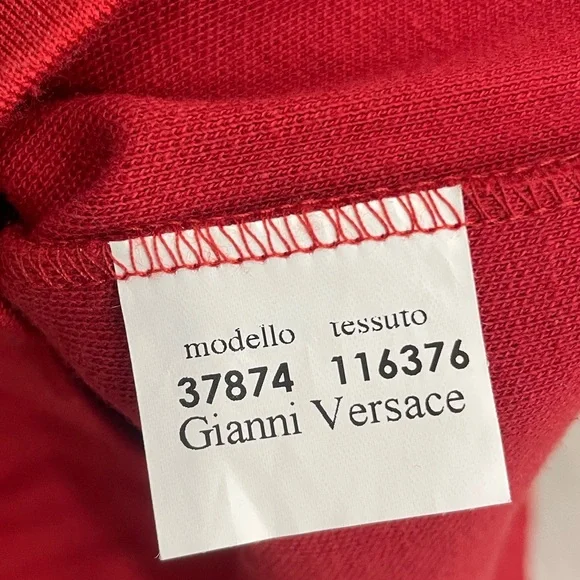 modello tessuto
37874 116376
Gianni Versace